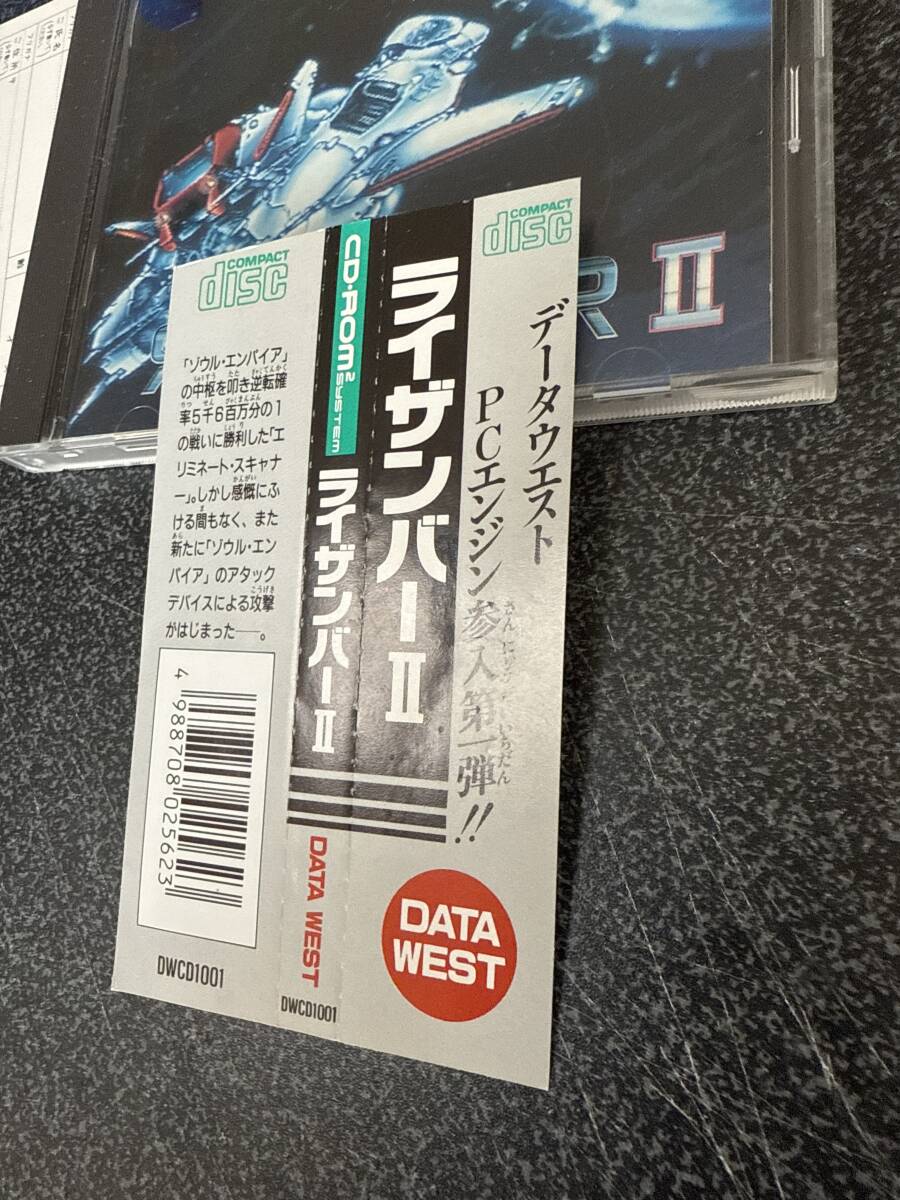 R II
COMPACT
disc
「ゾウル・エンパイア」
の中枢を叩き逆転確
率5千6百万分の1
の戦いに勝利した「エ
リミネート・スキャナ
ー」。しかし感慨にふ
ける間もなく、また
新たに「ゾウル・エン
パイア」のアタック
デバイスによる攻撃
がはじまった──。
4 988708 025623
DWCD1001
CD・ROM2 SYSTEM
ライザンバーII
DATA WEST
DWCD1001
ライザンバーII
COMPACT
disc
データウエスト
PCエンジン参入第一弾!!
DATA
WEST